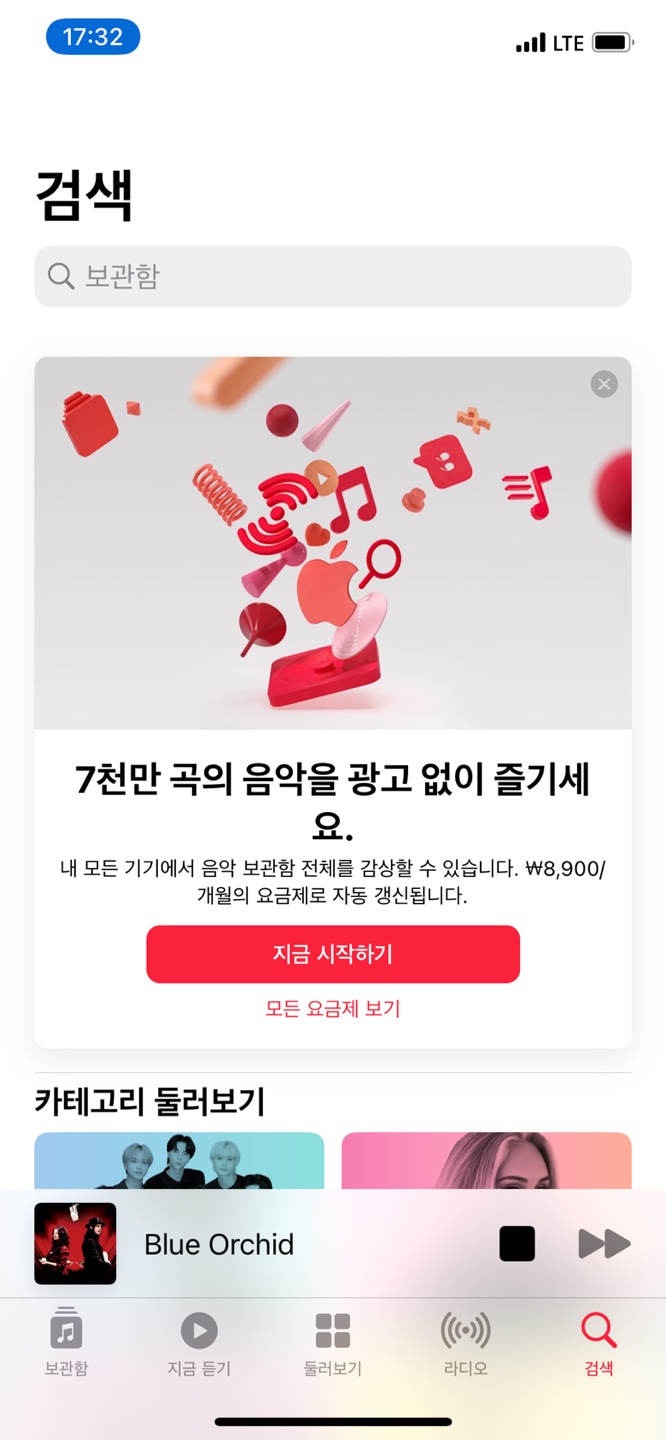 17:32
LTE
검색
보관함
7천만 곡의 음악을 광고 없이 즐기세
요.
내 모든 기기에서 음악 보관함 전체를 감상할 수 있습니다. ₩8,900/
개월의 요금제로 자동 갱신됩니다.
지금 시작하기
모든 요금제 보기
카테고리 둘러보기
Blue Orchid
보관함
지금 듣기
둘러보기
라디오
검색